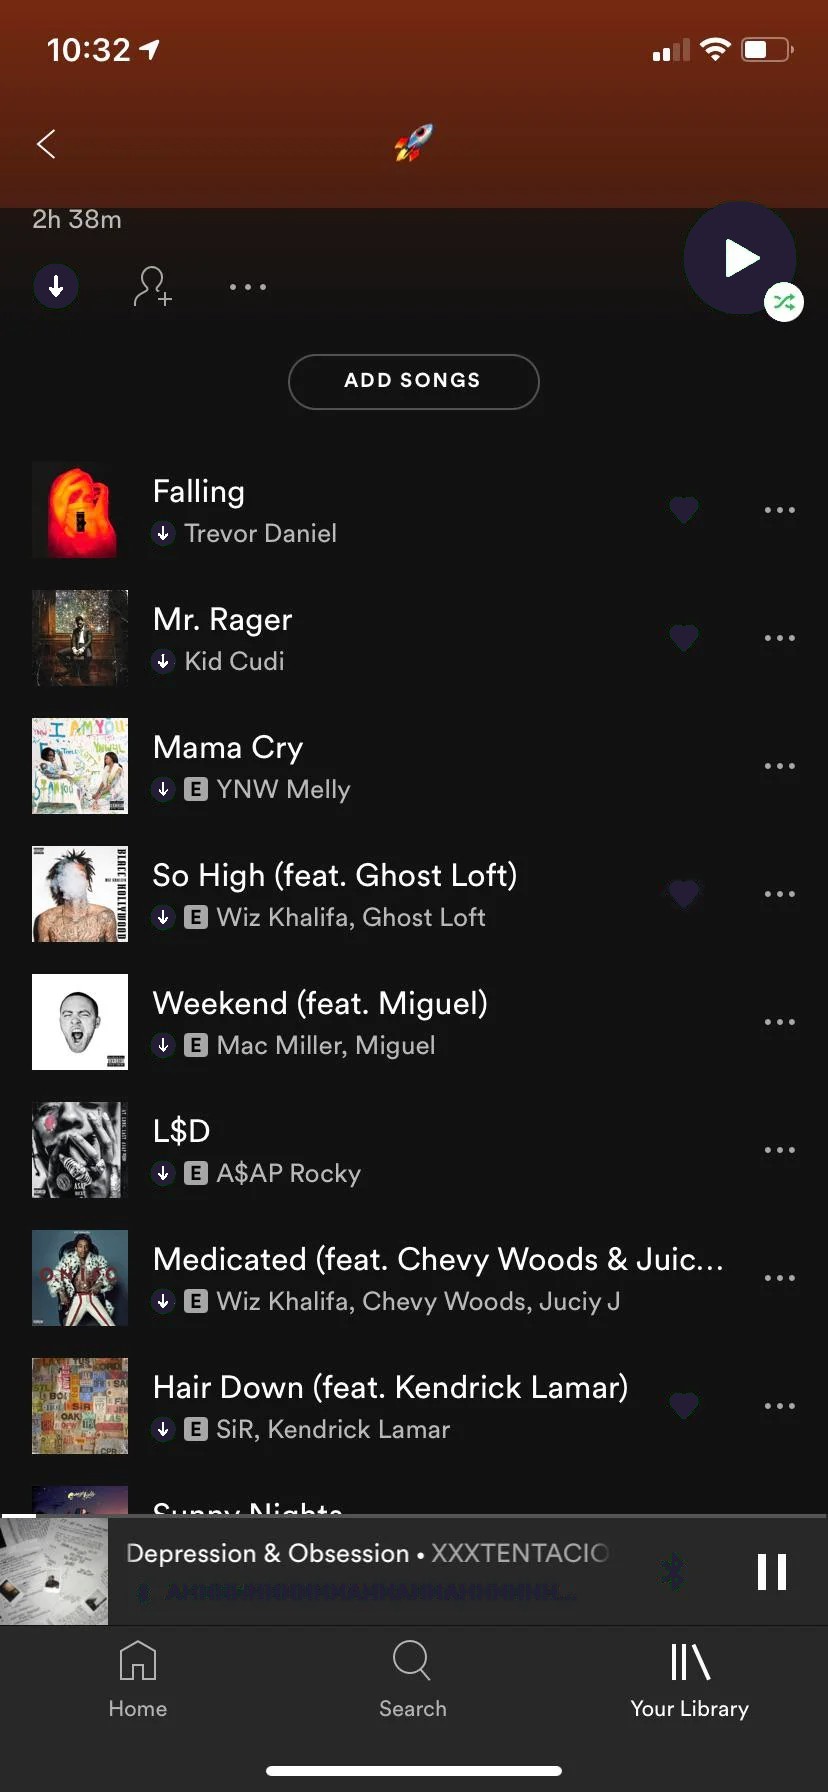 10:32
2h 38m
ADD SONGS
Falling
Trevor Daniel
Mr. Rager
Kid Cudi
Mama Cry
E YNW Melly
So High (feat. Ghost Loft)
E Wiz Khalifa, Ghost Loft
Weekend (feat. Miguel)
E Mac Miller, Miguel
L$D
E A$AP Rocky
Medicated (feat. Chevy Woods & Juic...
E Wiz Khalifa, Chevy Woods, Juciy J
Hair Down (feat. Kendrick Lamar)
E SiR, Kendrick Lamar
Sunny Nights
Depression & Obsession • XXXTENTACIO
Home
Search
Your Library